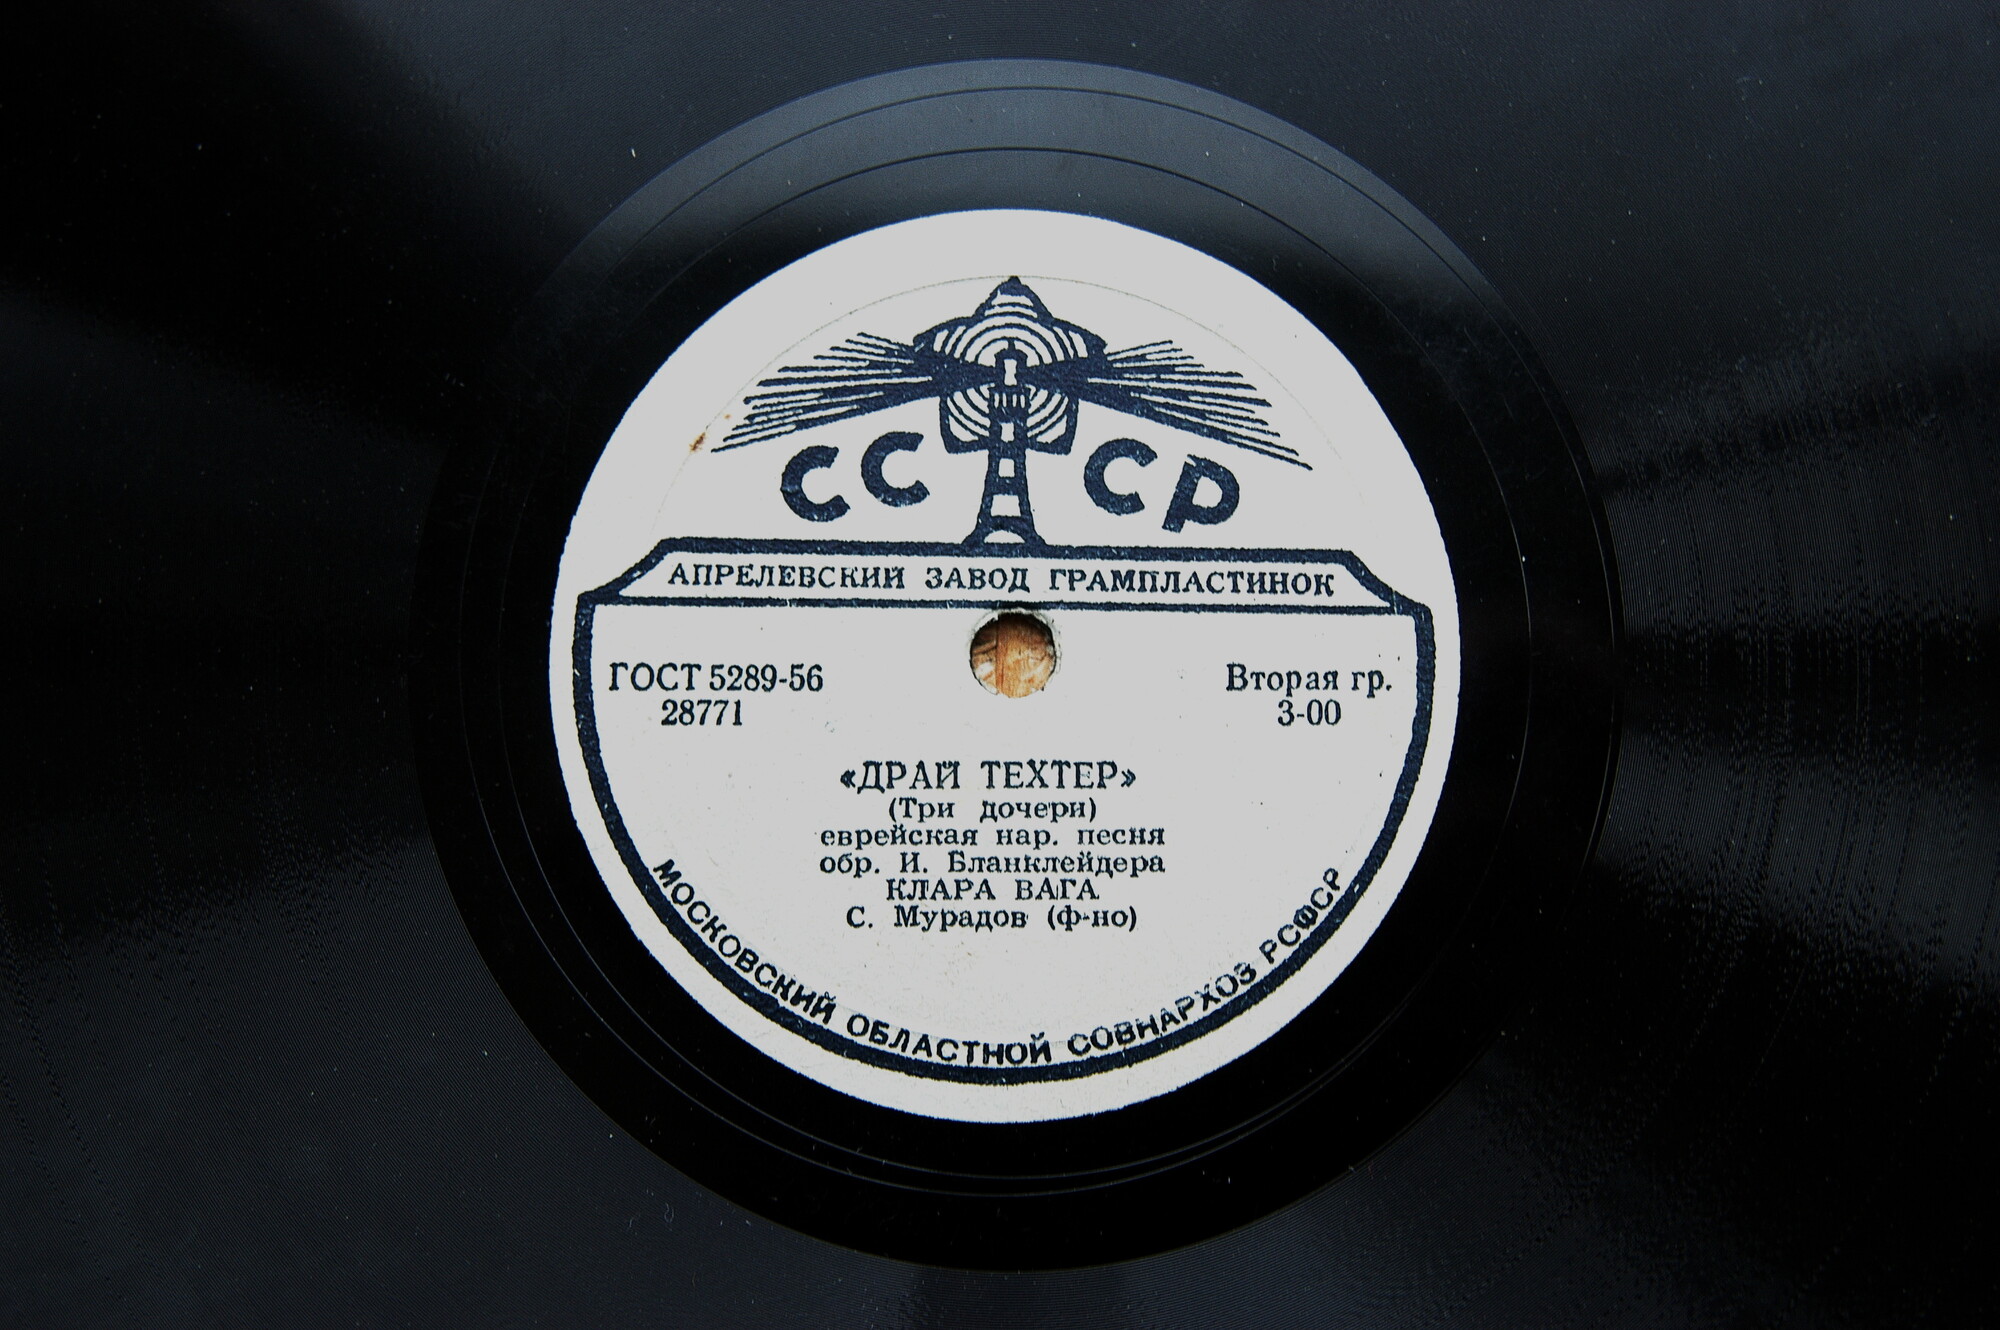 СССР
АПРЕЛЕВСКИЙ ЗАВОД ГРАМПЛАСТИНОК
ГОСТ 5289-56
28771
Вторая гр.
3-00
«ДРАЙ ТЕХТЕР»
(Три дочери)
еврейская нар. песня
обр. И. Бланклейдера
КЛАРА ВАГА
С. Мурадов (ф-но)
МОСКОВСКИЙ ОБЛАСТНОЙ СОВНАРХОЗ РСФСР